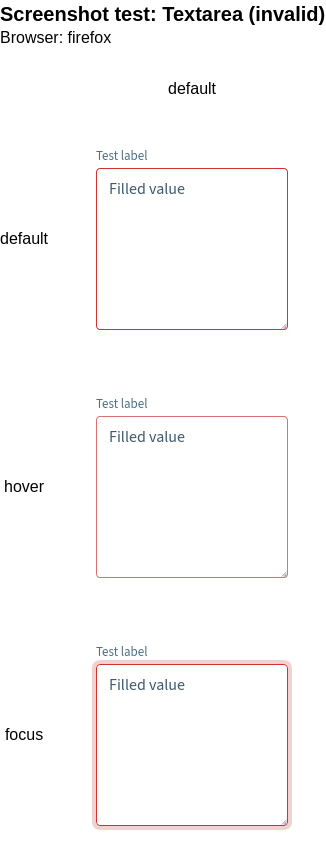 Screenshot test: Textarea (invalid)
Browser: firefox
default
Test label
Filled value
default
Test label
Filled value
hover
Test label
Filled value
focus